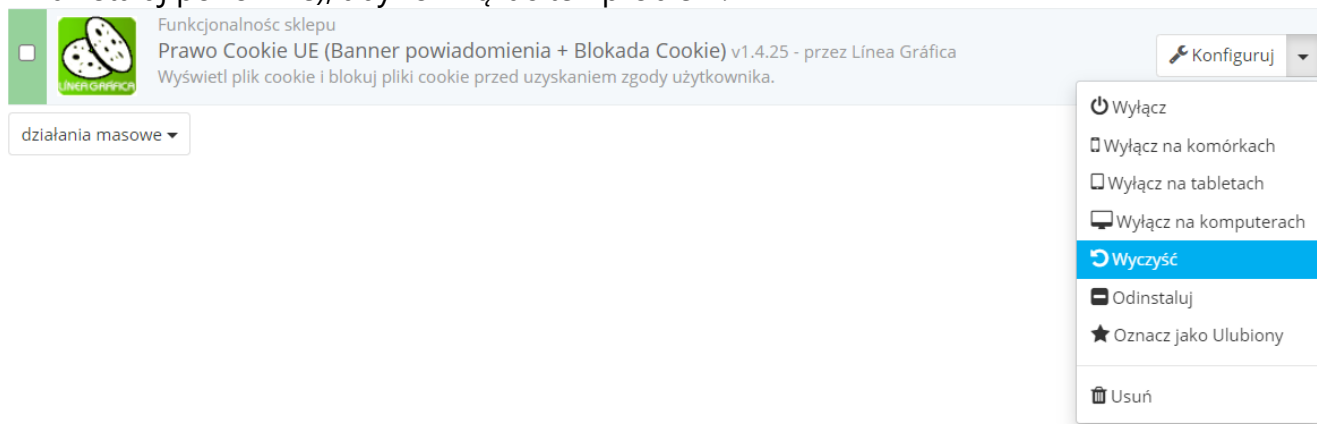 Funkcjonalnośc sklepu
Prawo Cookie UE (Banner powiadomienia + Blokada Cookie) v1.4.25 - przez Línea Gráfica
Wyświetl plik cookie i blokuj pliki cookie przed uzyskaniem zgody użytkownika.
LÍNEA GRÁFICA
Konfiguruj
działania masowe
Wyłącz
Wyłącz na komórkach
Wyłącz na tabletach
Wyłącz na komputerach
Wyczyść
Odinstaluj
Oznacz jako Ulubiony
Usuń